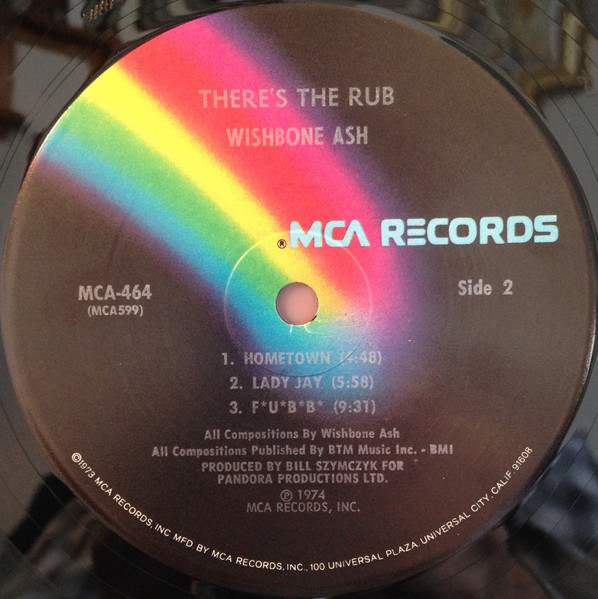 THERE'S THE RUB
WISHBONE ASH
® MCA RECORDS
MCA-464
(MCA599)
Side 2
1. HOMETOWN (4:48)
2. LADY JAY (5:58)
3. F*U*B*B* (9:31)
All Compositions By Wishbone Ash
All Compositions Published By BTM Music Inc. - BMI
PRODUCED BY BILL SZYMCZYK FOR
PANDORA PRODUCTIONS LTD.
℗ 1974
MCA RECORDS, INC.
©1973 MCA RECORDS, INC MFD BY MCA RECORDS, INC., 100 UNIVERSAL PLAZA, UNIVERSAL CITY, CALIF. 91608